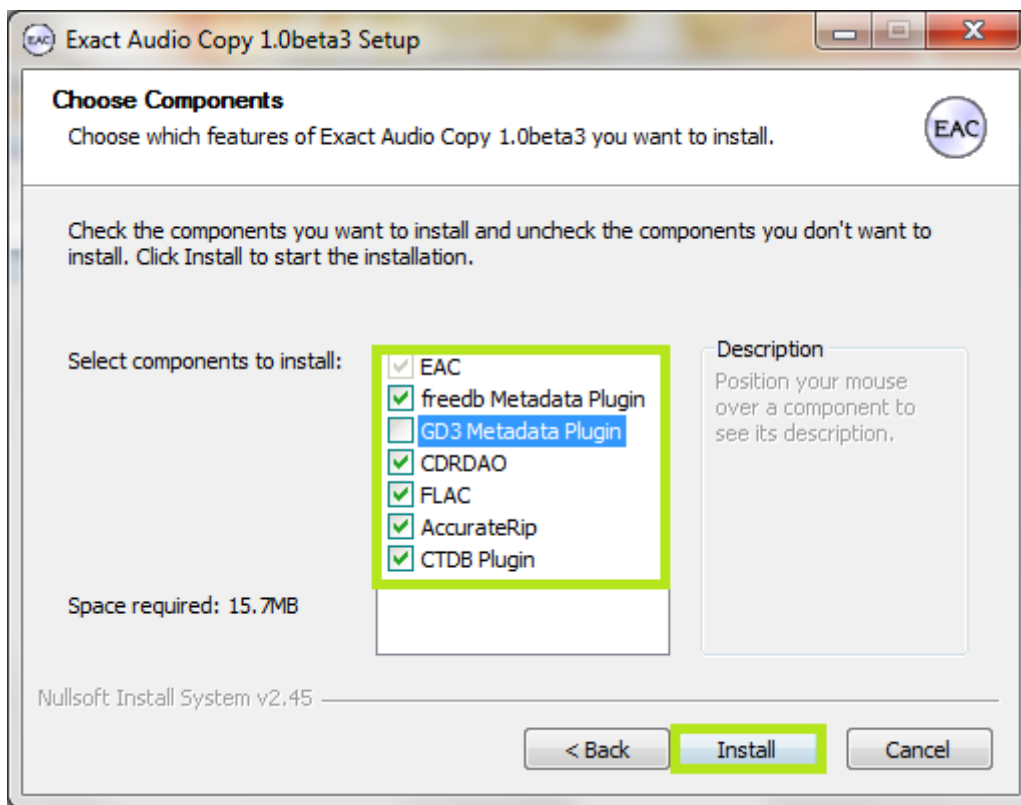 Exact Audio Copy 1.0beta3 Setup
Choose Components
Choose which features of Exact Audio Copy 1.0beta3 you want to install.
EAC
Check the components you want to install and uncheck the components you don't want to
install. Click Install to start the installation.
Select components to install:
EAC
freedb Metadata Plugin
GD3 Metadata Plugin
CDRDAO
FLAC
AccurateRip
CTDB Plugin
Description
Position your mouse
over a component to
see its description.
Space required: 15.7MB
Nullsoft Install System v2.45
< Back
Install
Cancel